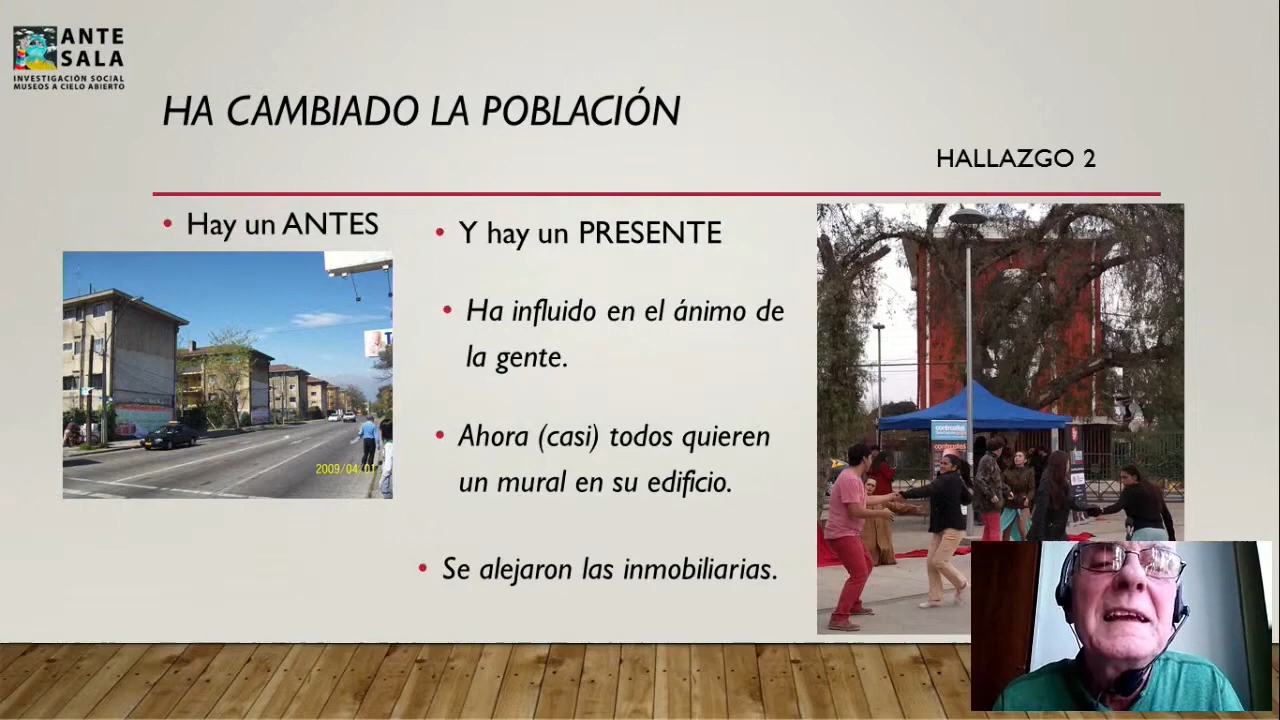 ANTE
SALA
INVESTIGACIÓN SOCIAL
MUSEOS A CIELO ABIERTO
HA CAMBIADO LA POBLACIÓN
HALLAZGO 2
• Hay un ANTES
2009/04/01
• Y hay un PRESENTE
• Ha influido en el ánimo de
la gente.
• Ahora (casi) todos quieren
un mural en su edificio.
• Se alejaron las inmobiliarias.
contrastes
contrastes